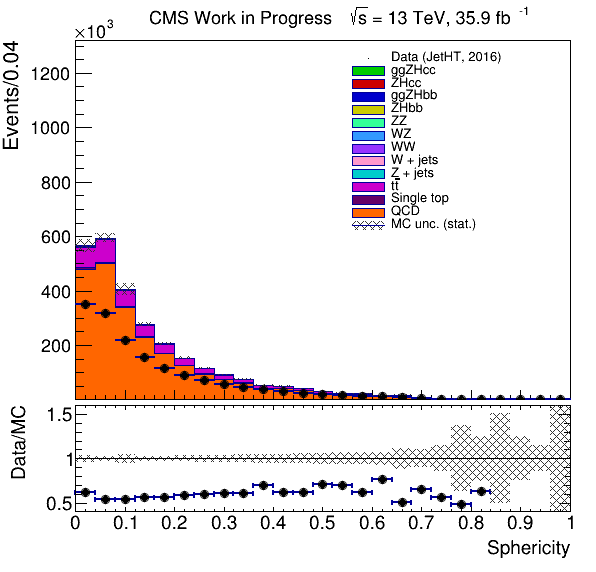 CMS Work in Progress √s = 13 TeV, 35.9 fb⁻¹
×10³
Events/0.04
1200
1000
800
600
400
200
Data (JetHT, 2016)
ggZHcc
ZHcc
ggZHbb
ZHbb
ZZ
WZ
WW
W + jets
Z + jets
tt̅
Single top
QCD
MC unc. (stat.)
Data/MC
1.5
1
0.5
0 0.1 0.2 0.3 0.4 0.5 0.6 0.7 0.8 0.9 1
Sphericity